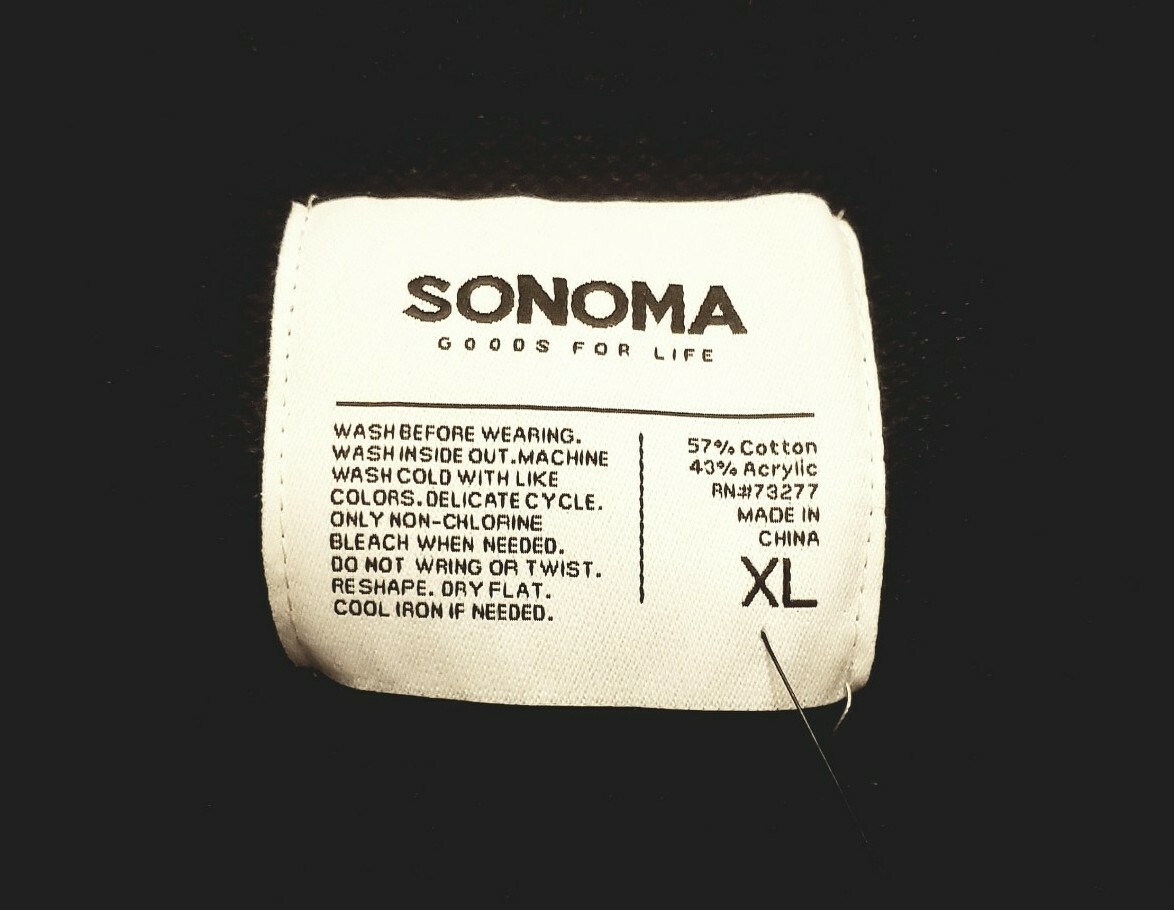 SONOMA
GOODS FOR LIFE
WASH BEFORE WEARING.
WASH INSIDE OUT. MACHINE
WASH COLD WITH LIKE
COLORS. DELICATE CYCLE.
ONLY NON-CHLORINE
BLEACH WHEN NEEDED.
DO NOT WRING OR TWIST.
RESHAPE. DRY FLAT.
COOL IRON IF NEEDED.
57% Cotton
43% Acrylic
RN#73277
MADE IN
CHINA
XL